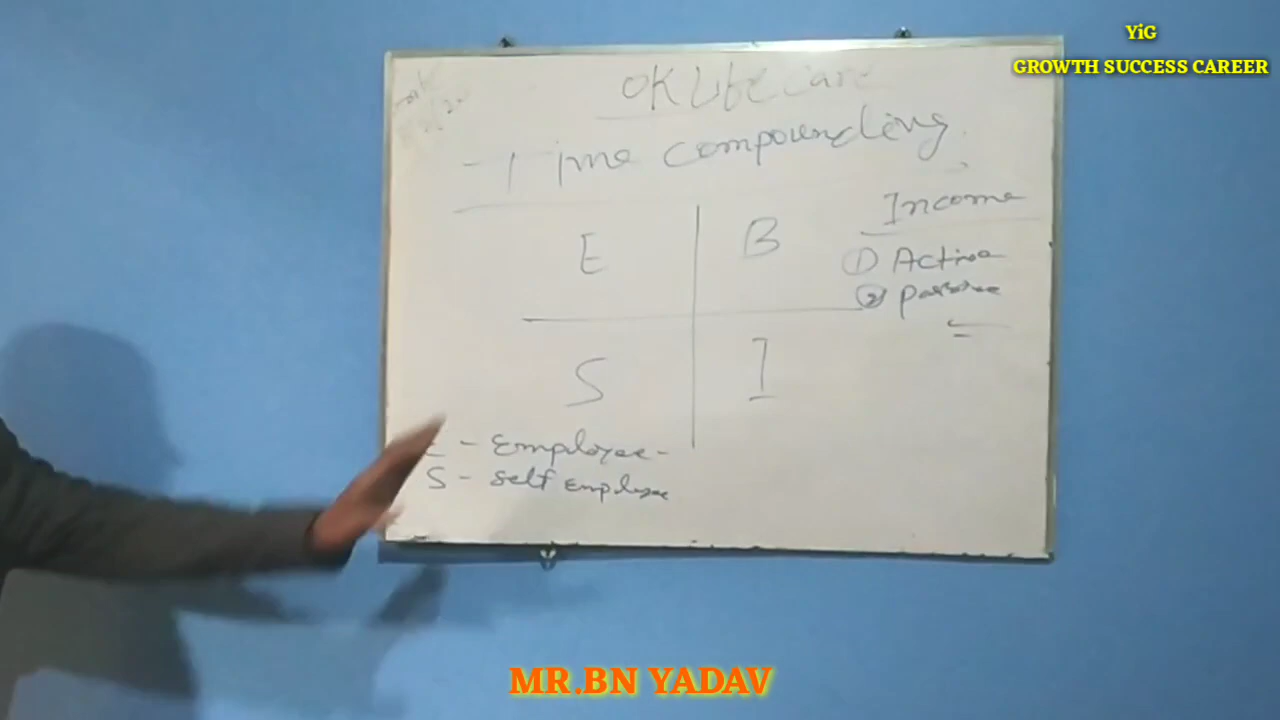 YiG
GROWTH SUCCESS CAREER
OK Life Care
- Time compounding
Income
E B
① Active
② Passive
S I
E - Employee -
S - Self Employee
MR.BN YADAV